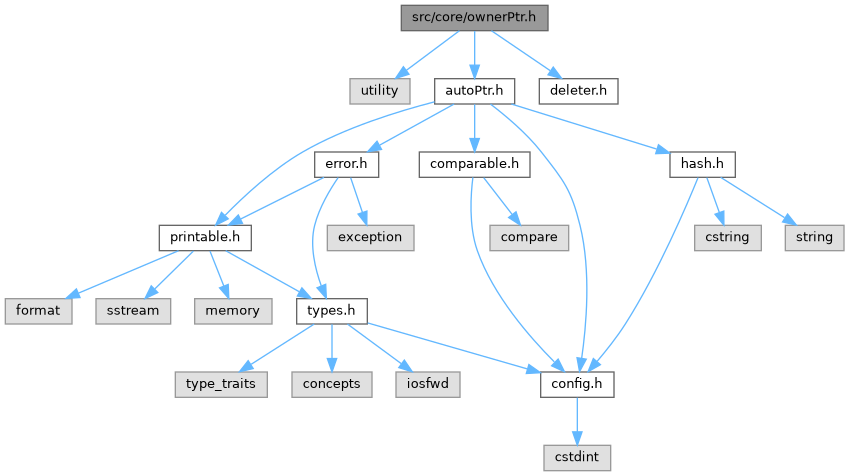 src/core/ownerPtr.h
utility
autoPtr.h
deleter.h
error.h
comparable.h
hash.h
printable.h
exception
compare
cstring
string
format
sstream
memory
types.h
type_traits
concepts
iosfwd
config.h
cstdint